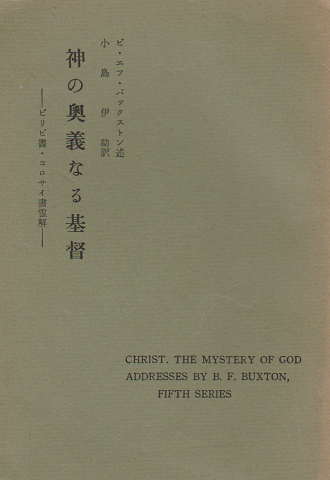 ビ・エフ・バックストン述
小島伊助訳
神の奥義なる基督
――ピリピ書・コロサイ書霊解――
CHRIST. THE MYSTERY OF GOD
ADDRESSES BY B. F. BUXTON,
FIFTH SERIES